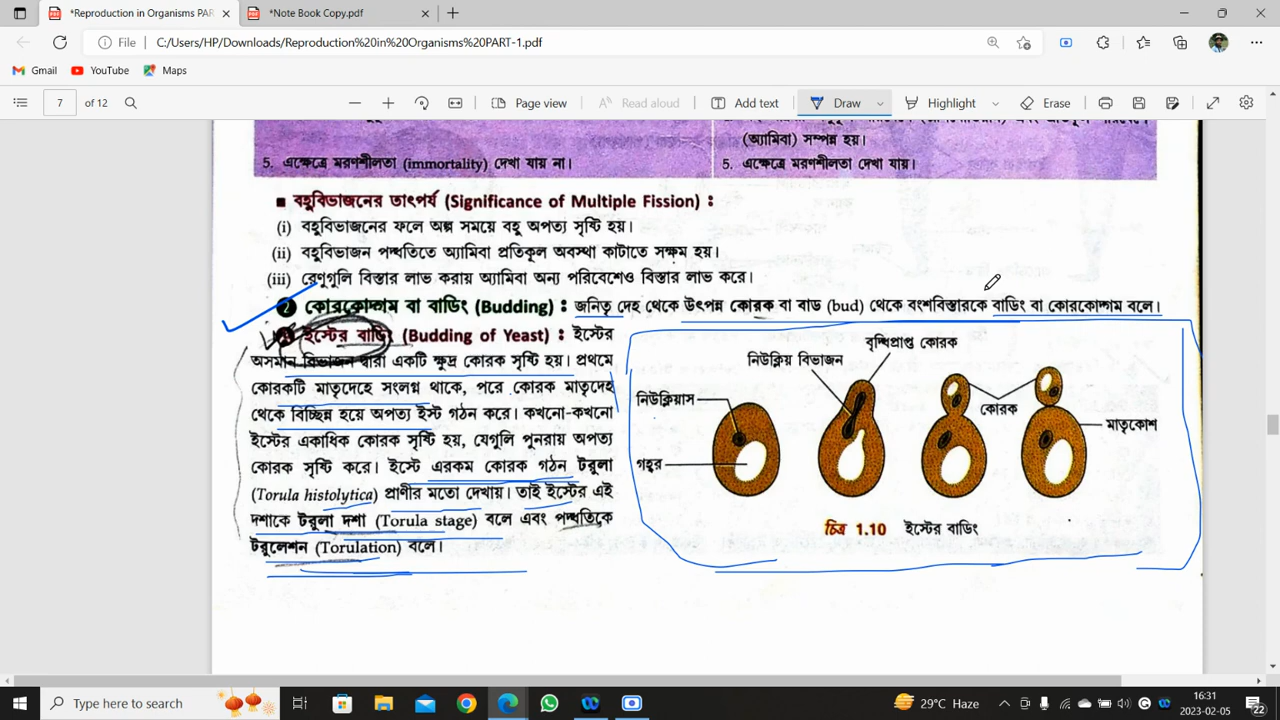 *Reproduction in Organisms PAR
*Note Book Copy.pdf
File
C:/Users/HP/Downloads/Reproduction%20in%20Organisms%20PART-1.pdf
Gmail
YouTube
Maps
7
of 12
Page view
Read aloud
Add text
Draw
Highlight
Erase
(অ্যামিবা) সম্পন্ন হয়।
5. এক্ষেত্রে মরণশীলতা (immortality) দেখা যায় না।
5. এক্ষেত্রে মরণশীলতা দেখা যায়।
■ বহুবিভাজনের তাৎপর্য (Significance of Multiple Fission) :
(i) বহুবিভাজনের ফলে অল্প সময়ে বহু অপত্য সৃষ্টি হয়।
(ii) বহুবিভাজন পদ্ধতিতে অ্যামিবা প্রতিকূল অবস্থা কাটাতে সক্ষম হয়।
(iii) রেণুগুলি বিস্তার লাভ করায় অ্যামিবা অন্য পরিবেশেও বিস্তার লাভ করে।
2 কোরকোদ্গম বা বাডিং (Budding) : জনিতৃ দেহ থেকে উৎপন্ন কোরক বা বাড (bud) থেকে বংশবিস্তারকে বাডিং বা কোরকোদ্গম বলে।
ইস্টের বাডিং (Budding of Yeast) : ইস্টের
অসমান বিভাজন দ্বারা একটি ক্ষুদ্র কোরক সৃষ্টি হয়। প্রথমে
কোরকটি মাতৃদেহে সংলগ্ন থাকে, পরে কোরক মাতৃদেহ
থেকে বিচ্ছিন্ন হয়ে অপত্য ইস্ট গঠন করে। কখনো-কখনো
ইস্টের একাধিক কোরক সৃষ্টি হয়, যেগুলি পুনরায় অপত্য
কোরক সৃষ্টি করে। ইস্টে এরকম কোরক গঠন টরুলা
(Torula histolytica) প্রাণীর মতো দেখায়। তাই ইস্টের এই
দশাকে টরুলা দশা (Torula stage) বলে এবং পদ্ধতিকে
টরুলেশন (Torulation) বলে।
বৃদ্ধিপ্রাপ্ত কোরক
নিউক্লিয় বিভাজন
নিউক্লিয়াস
কোরক
মাতৃকোশ
গহ্বর
চিত্র 1.10 ইস্টের বাডিং
Type here to search
29°C Haze
16:31
2023-02-05
22